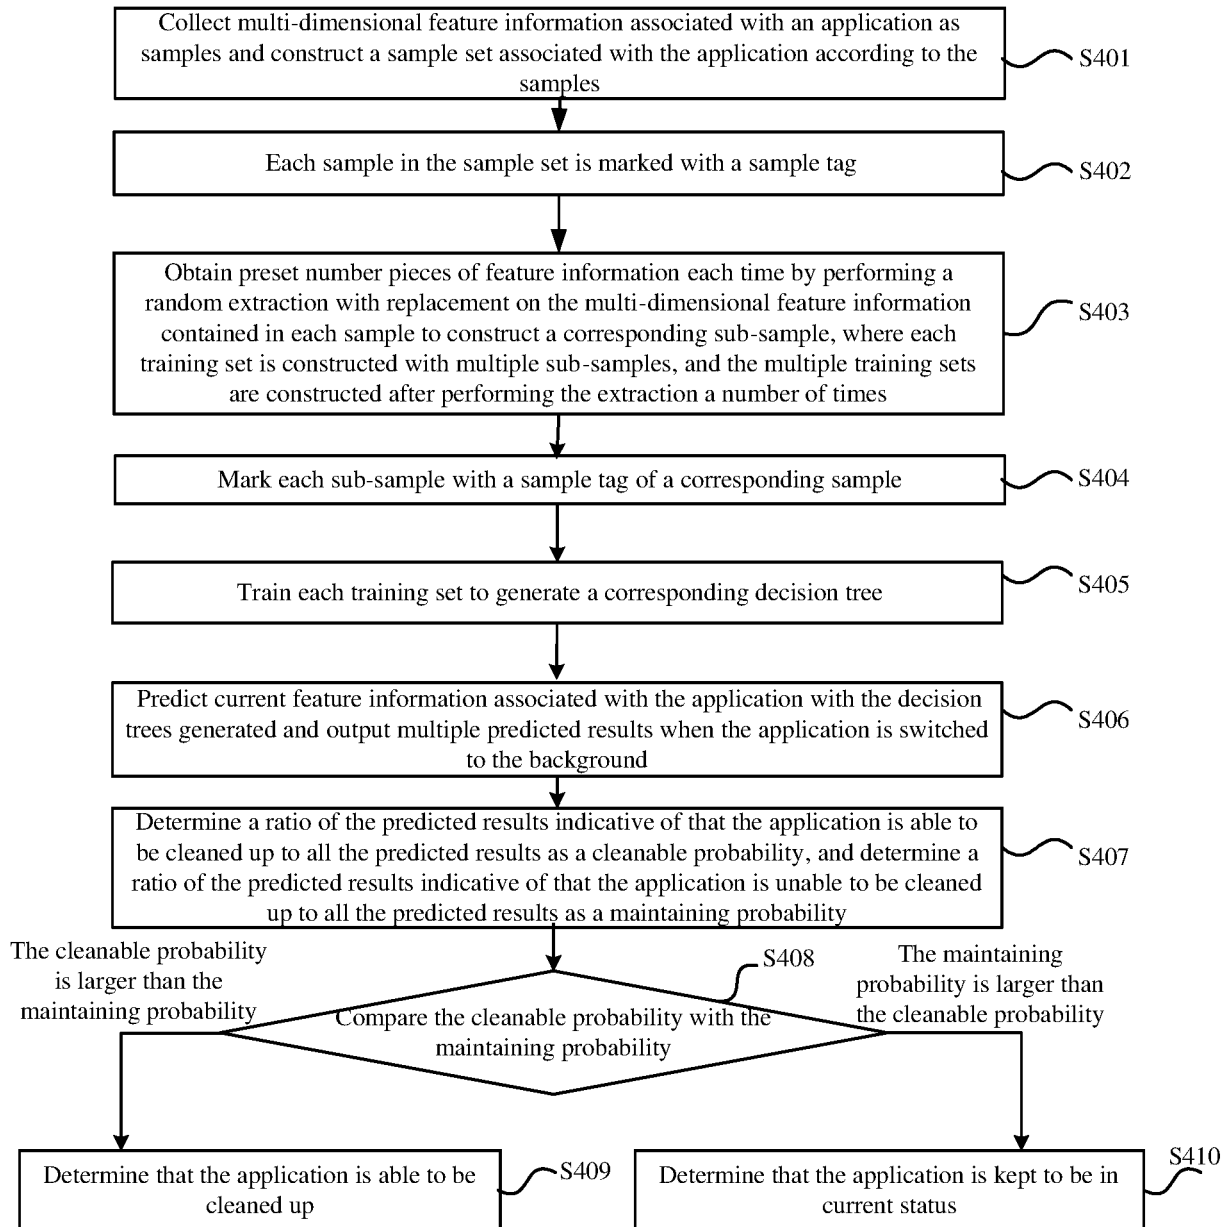 Collect multi-dimensional feature information associated with an application as
samples and construct a sample set associated with the application according to the
samples
S401
Each sample in the sample set is marked with a sample tag
S402
Obtain preset number pieces of feature information each time by performing a
random extraction with replacement on the multi-dimensional feature information
contained in each sample to construct a corresponding sub-sample, where each
training set is constructed with multiple sub-samples, and the multiple training sets
are constructed after performing the extraction a number of times
S403
Mark each sub-sample with a sample tag of a corresponding sample
S404
Train each training set to generate a corresponding decision tree
S405
Predict current feature information associated with the application with the decision
trees generated and output multiple predicted results when the application is switched
to the background
S406
Determine a ratio of the predicted results indicative of that the application is able to
be cleaned up to all the predicted results as a cleanable probability, and determine a
ratio of the predicted results indicative of that the application is unable to be cleaned
up to all the predicted results as a maintaining probability
S407
The cleanable probability
is larger than the
maintaining probability
S408
The maintaining
probability is larger than
the cleanable probability
Compare the cleanable probability with the
maintaining probability
Determine that the application is able to be
cleaned up
S409
Determine that the application is kept to be in
current status
S410